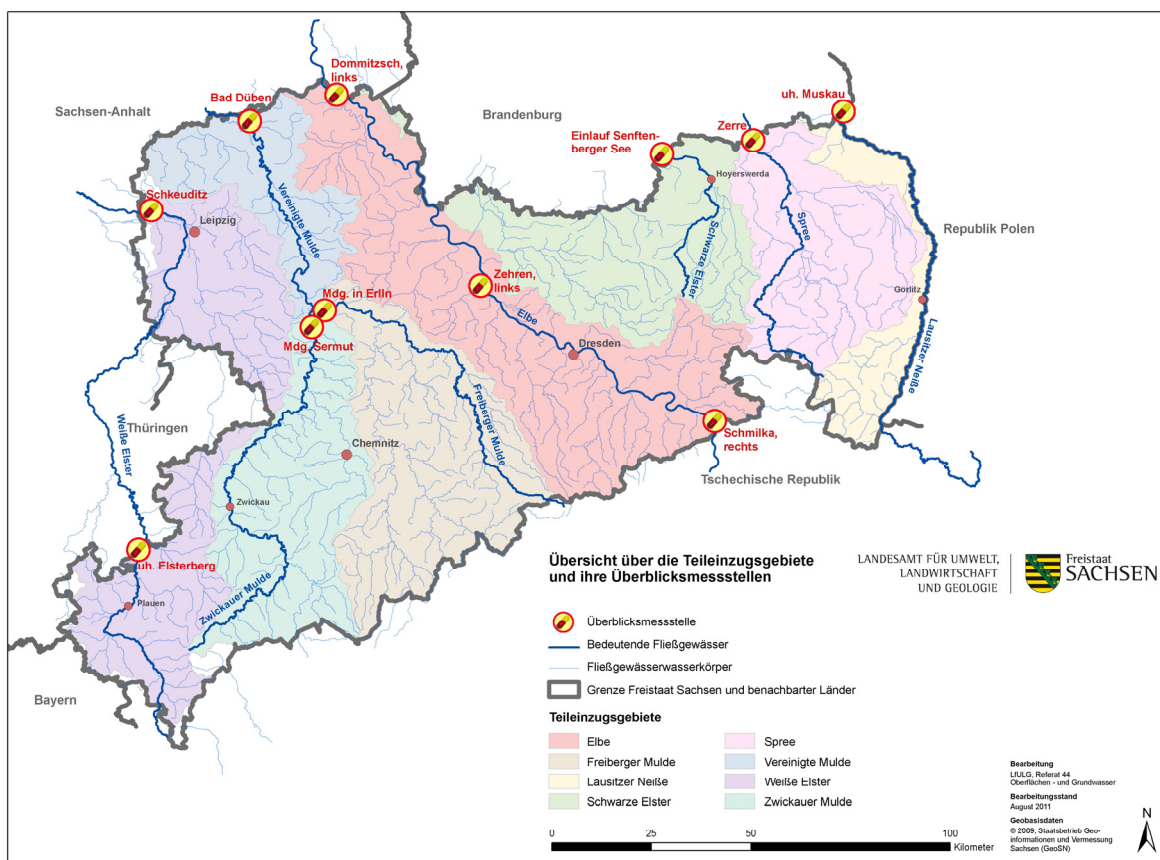 Dommitzsch,
links
Bad Düben
Sachsen-Anhalt
Brandenburg
uh. Muskau
Zerre
Einlauf Senften-
berger See
Hoyerswerda
Schkeuditz
Leipzig
Vereinigte Mulde
Spree
Schwarze Elster
Republik Polen
Zehren,
links
Görlitz
Mdg. in Erlln
Elbe
Mdg. Sermut
Dresden
Lausitzer Neiße
Freiberger Mulde
Weiße Elster
Thüringen
Chemnitz
Schmilka,
rechts
Tschechische Republik
Zwickau
uh. Elsterberg
Plauen
Zwickauer Mulde
Bayern
Übersicht über die Teileinzugsgebiete
und ihre Überblicksmessstellen
LANDESAMT FÜR UMWELT,
LANDWIRTSCHAFT
UND GEOLOGIE
Freistaat
SACHSEN
Überblicksmessstelle
Bedeutende Fließgewässer
Fließgewässerwasserkörper
Grenze Freistaat Sachsen und benachbarter Länder
Teileinzugsgebiete
Elbe
Freiberger Mulde
Lausitzer Neiße
Schwarze Elster
Spree
Vereinigte Mulde
Weiße Elster
Zwickauer Mulde
0 25 50 100
Kilometer
Bearbeitung
LfULG, Referat 44
Oberflächen - und Grundwasser
Bearbeitungsstand
August 2011
Geobasisdaten
© 2009, Staatsbetrieb Geo-
informationen und Vermessung
Sachsen (GeoSN)
N